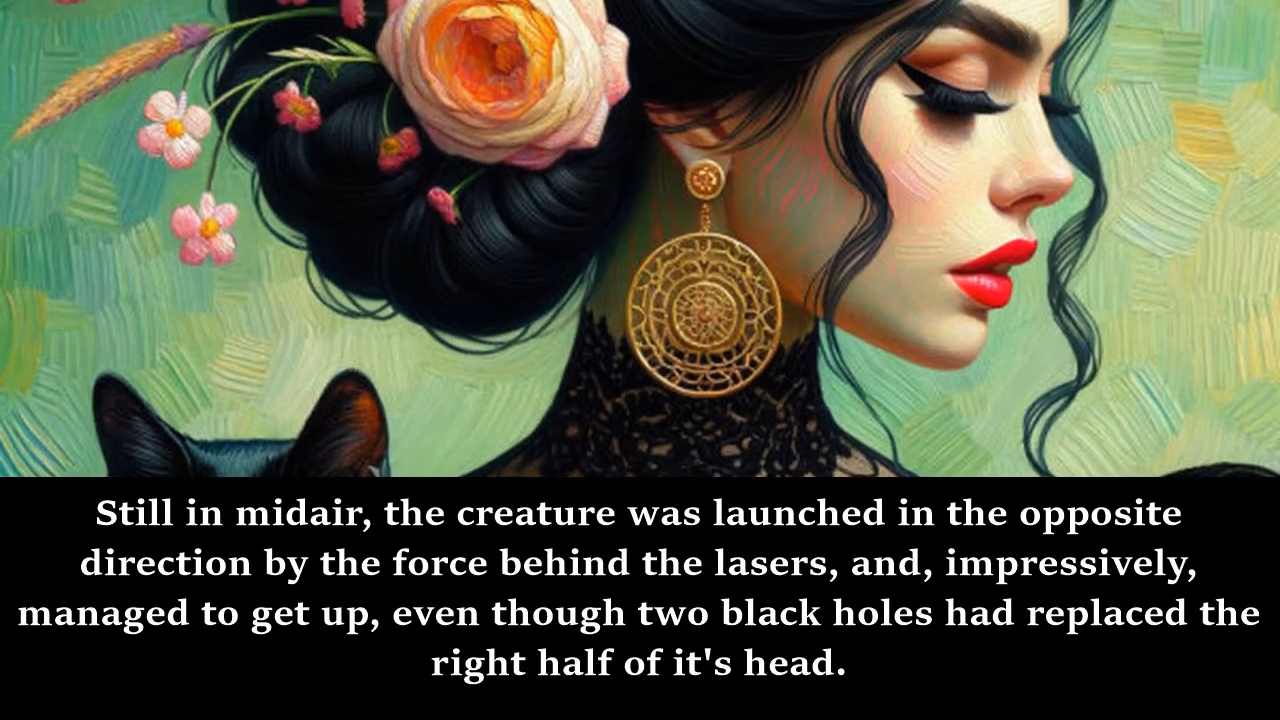 Still in midair, the creature was launched in the opposite
direction by the force behind the lasers, and, impressively,
managed to get up, even though two black holes had replaced the
right half of it's head.